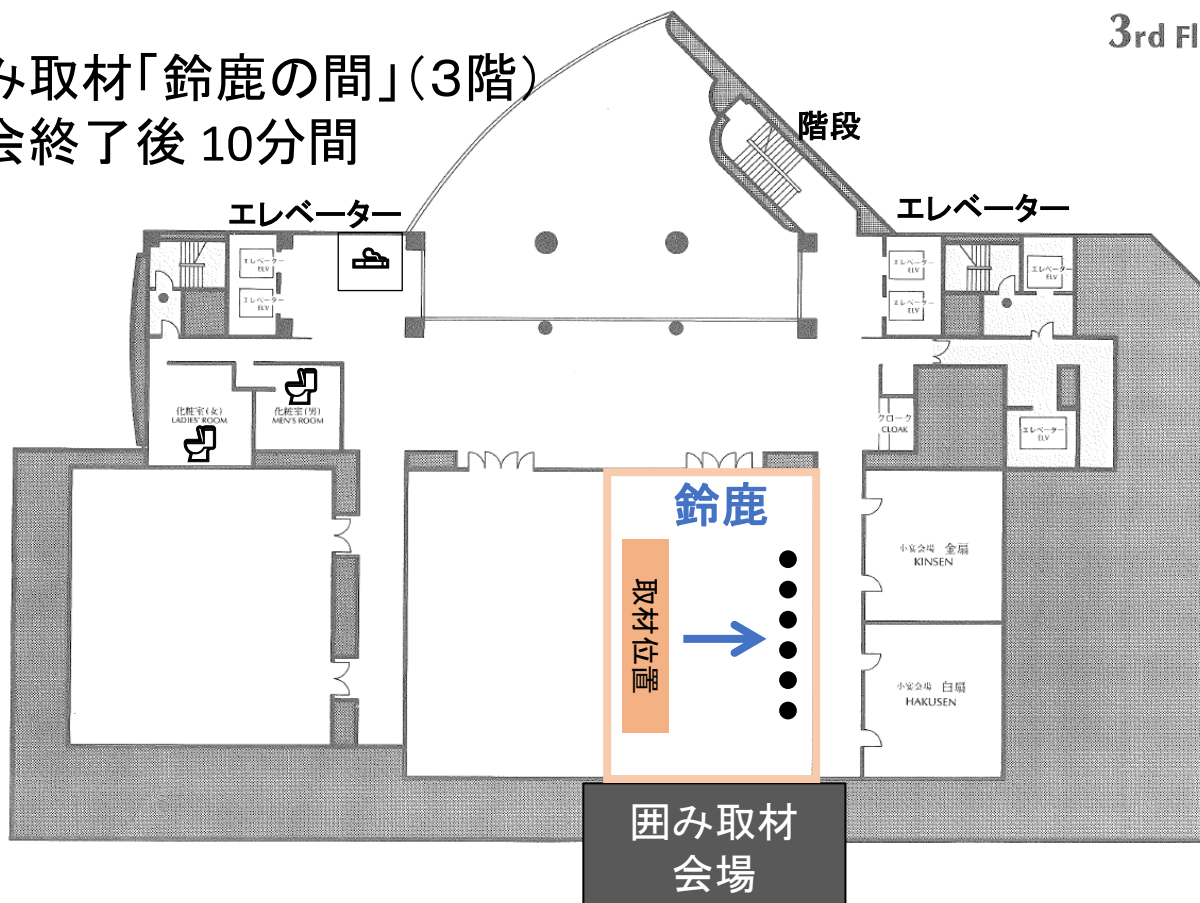 3rd Fl
み取材「鈴鹿の間」（３階）
会終了後 10分間
階段
エレベーター
エレベーター
エレベーター
ELV
エレベーター
ELV
エレベーター
ELV
エレベーター
ELV
エレベーター
ELV
化粧室(女)
LADIES' ROOM
化粧室(男)
MEN'S ROOM
クローク
CLOAK
エレベーター
ELV
鈴鹿
取材位置
小宴会場 金扇
KINSEN
小宴会場 白扇
HAKUSEN
囲み取材
会場